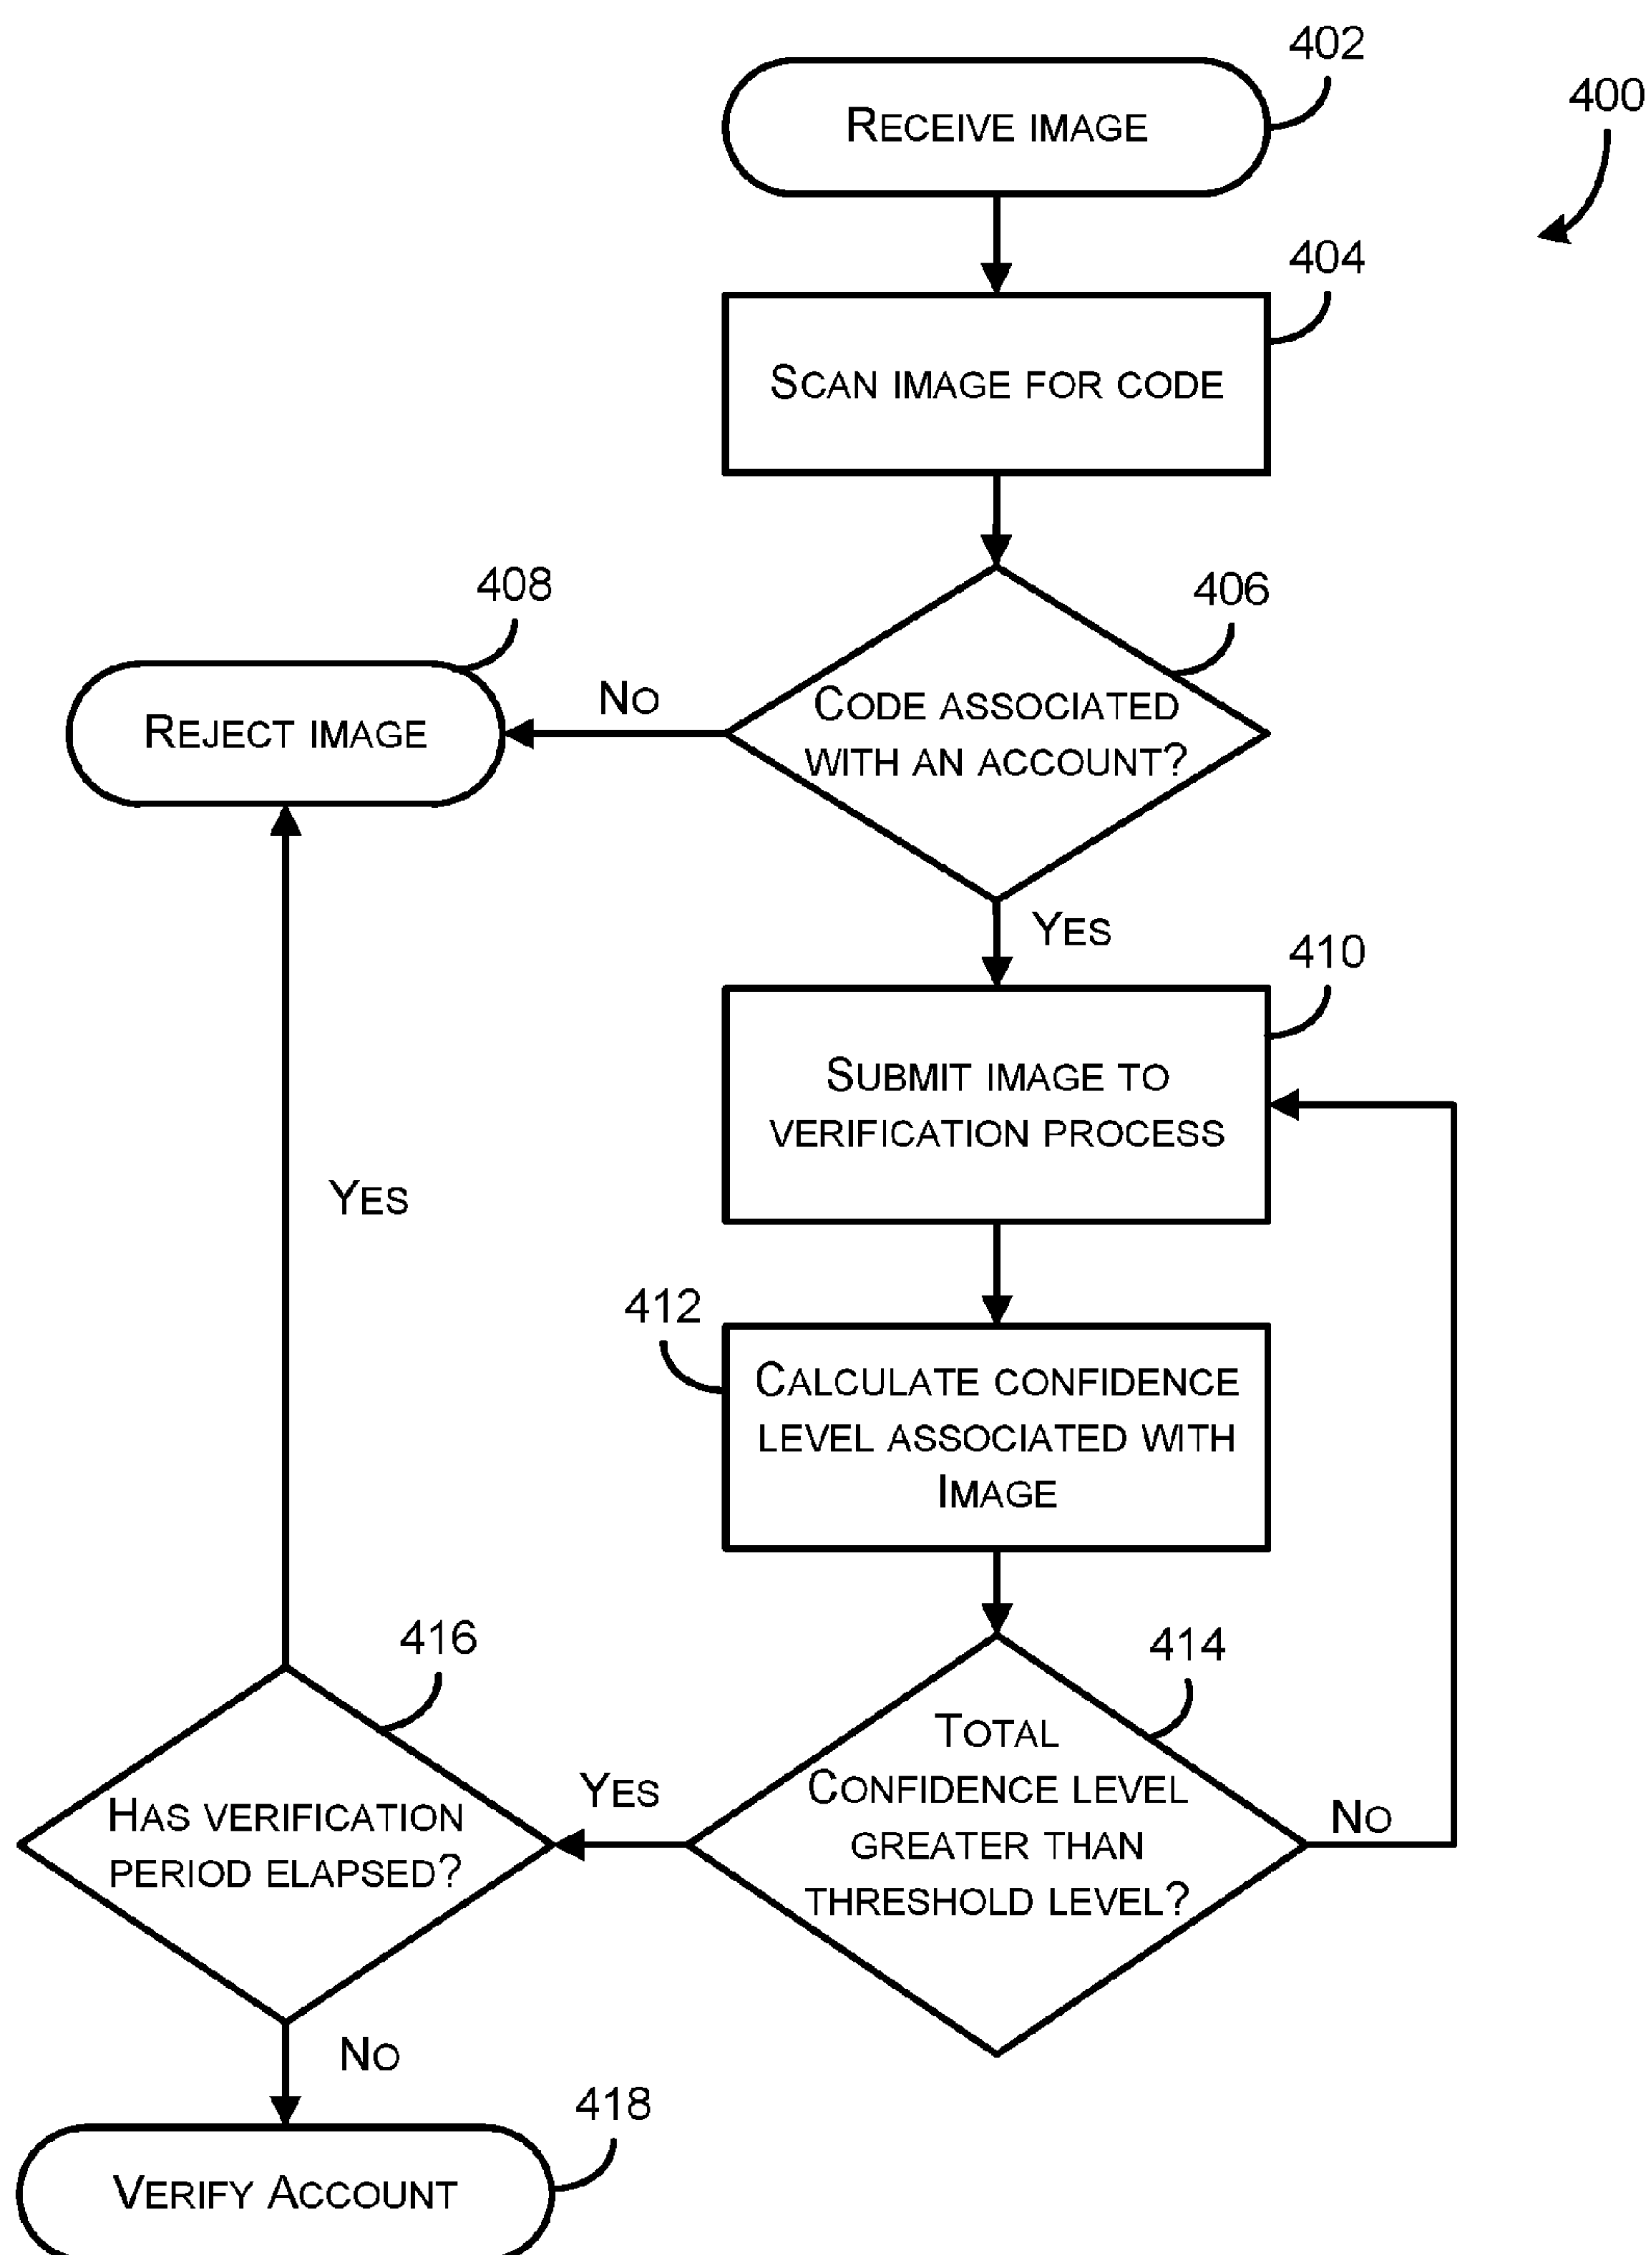 402
400
RECEIVE IMAGE
404
SCAN IMAGE FOR CODE
408
406
REJECT IMAGE
NO
CODE ASSOCIATED
WITH AN ACCOUNT?
YES
410
SUBMIT IMAGE TO
VERIFICATION PROCESS
YES
412
CALCULATE CONFIDENCE
LEVEL ASSOCIATED WITH
IMAGE
416
414
TOTAL
CONFIDENCE LEVEL
GREATER THAN
THRESHOLD LEVEL?
YES
NO
HAS VERIFICATION
PERIOD ELAPSED?
NO
418
VERIFY ACCOUNT